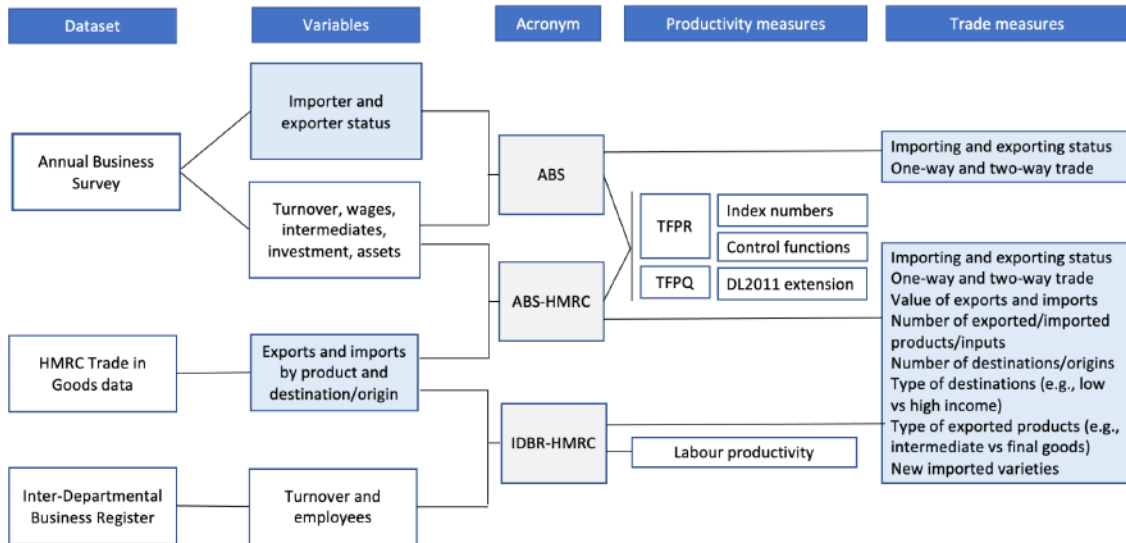 Dataset
Variables
Acronym
Productivity measures
Trade measures
Importer and
exporter status
Annual Business
Survey
Turnover, wages,
intermediates,
investment, assets
HMRC Trade in
Goods data
Exports and imports
by product and
destination/origin
Inter-Departmental
Business Register
Turnover and
employees
ABS
ABS-HMRC
IDBR-HMRC
TFPR
Index numbers
Control functions
TFPQ
DL2011 extension
Labour productivity
Importing and exporting status
One-way and two-way trade
Importing and exporting status
One-way and two-way trade
Value of exports and imports
Number of exported/imported
products/inputs
Number of destinations/origins
Type of destinations (e.g., low
vs high income)
Type of exported products (e.g.,
intermediate vs final goods)
New imported varieties